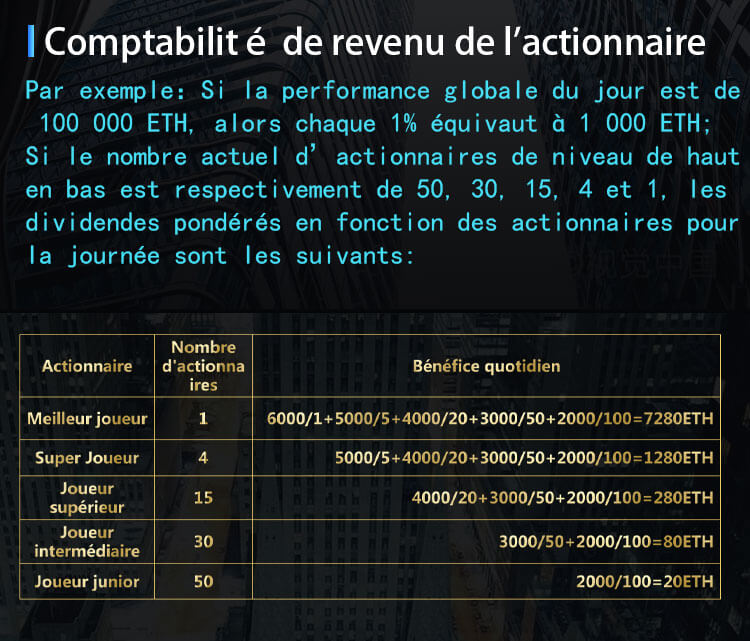 Comptabilit é de revenu de l'actionnaire
Par exemple: Si la performance globale du jour est de
100 000 ETH, alors chaque 1% équivaut à 1 000 ETH;
Si le nombre actuel d' actionnaires de niveau de haut
en bas est respectivement de 50, 30, 15, 4 et 1, les
dividendes pondérés en fonction des actionnaires pour
la journée sont les suivants:
Actionnaire
Nombre
d'actionna
ires
Bénéfice quotidien
Meilleur joueur
1
6000/1+5000/5+4000/20+3000/50+2000/100=7280ETH
Super Joueur
4
5000/5+4000/20+3000/50+2000/100=1280ETH
Joueur
supérieur
15
4000/20+3000/50+2000/100=280ETH
Joueur
intermédiaire
30
3000/50+2000/100=80ETH
Joueur junior
50
2000/100=20ETH